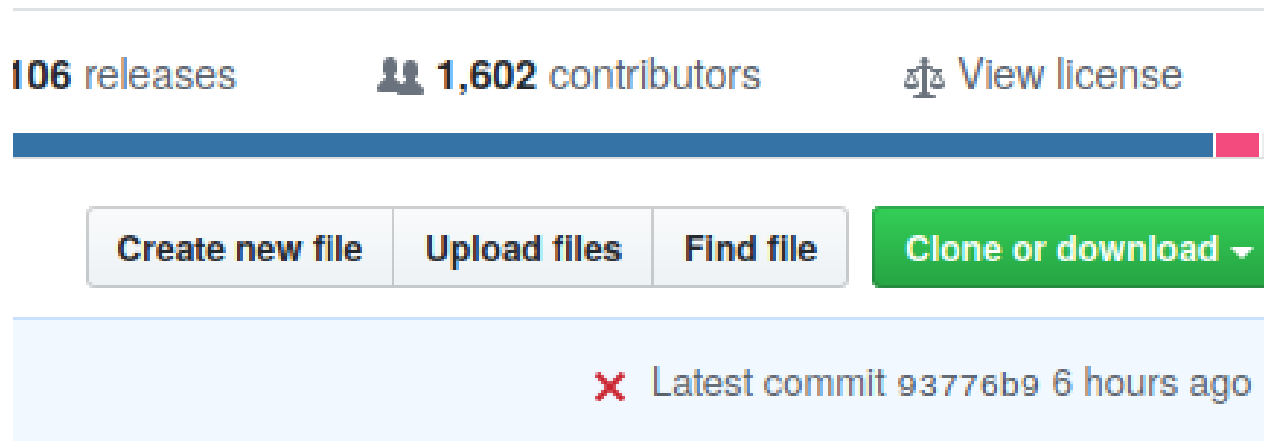 106 releases 1,602 contributors View license
Create new file Upload files Find file Clone or download
Latest commit 93776b9 6 hours ago